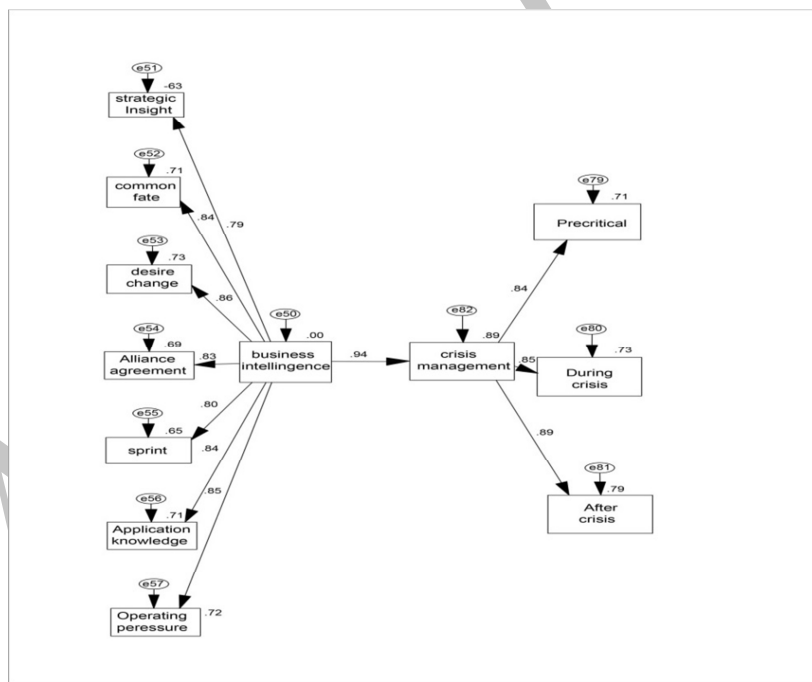 e51
-63
strategic
Insight
e52
.71
common
fate
.84
.79
e53
.73
desire
change
.86
e54
.69
Alliance
agreement
.83
e50
.00
business
intellingence
.94
e55
.65
sprint
.80
.84
e56
.71
Application
knowledge
.85
e57
.72
Operating
peressure
e82
.89
crisis
management
e79
.71
Precritical
.84
e80
.73
During
crisis
.85
.89
e81
.79
After
crisis